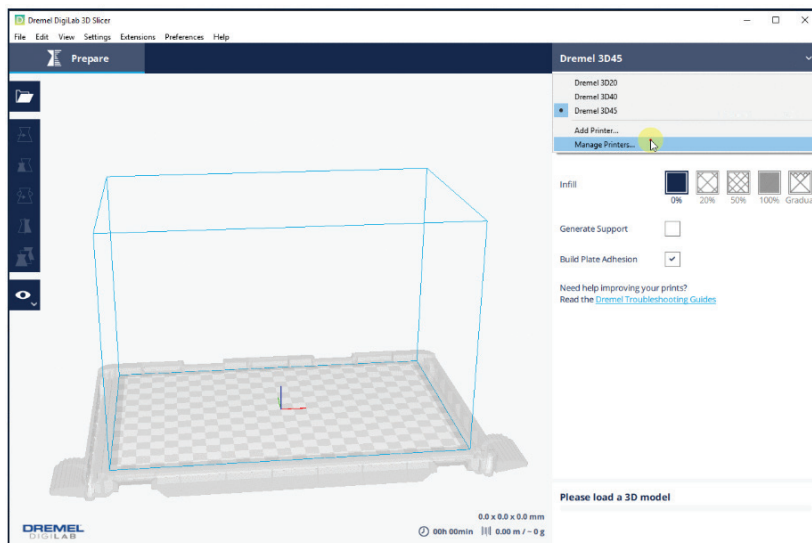 Dremel DigiLab 3D Slicer
File Edit View Settings Extensions Preferences Help
Prepare
Dremel 3D45
Dremel 3D20
Dremel 3D40
Dremel 3D45
Add Printer...
Manage Printers...
Infill
0% 20% 50% 100% Gradua
Generate Support
Build Plate Adhesion
Need help improving your prints?
Read the Dremel Troubleshooting Guides
Please load a 3D model
0.0 x 0.0 x 0.0 mm
00h 00min 0.00 m / ~ 0 g
DREMEL
DIGILAB